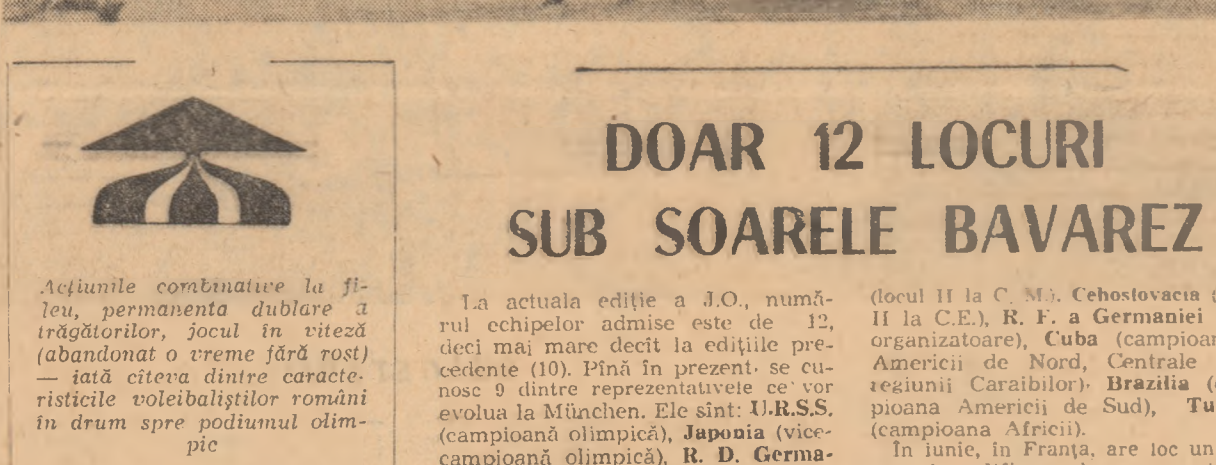 DOAR 12 LOCURI
SUB SOARELE BAVAREZ
Acţiunile combinative la fi-
leu, permanenta dublare a
trăgătorilor, jocul în viteză
(abandonat o vreme fără rost)
— iată cîteva dintre caracte-
risticile voleibaliştilor români
în drum spre podiumul olim-
pic
La actuala ediţie a J.O., numă-
rul echipelor admise este de 12,
deci mai mare decît la ediţiile pre-
cedente (10). Pînă în prezent se cu-
nosc 9 dintre reprezentativele ce vor
evolua la München. Ele sînt: U.R.S.S.
(campioană olimpică), Japonia (vice-
campioană olimpică), R. D. Germa-
(locul II la C. M.), Cehoslovacia (
II la C.E.), R. F. a Germaniei
organizatoare), Cuba (campioan
Americii de Nord, Centrale
regiunii Caraibilor), Brazilia (
pioana Americii de Sud), Tu
(campioana Africii).
În iunie, în Franţa, are loc un